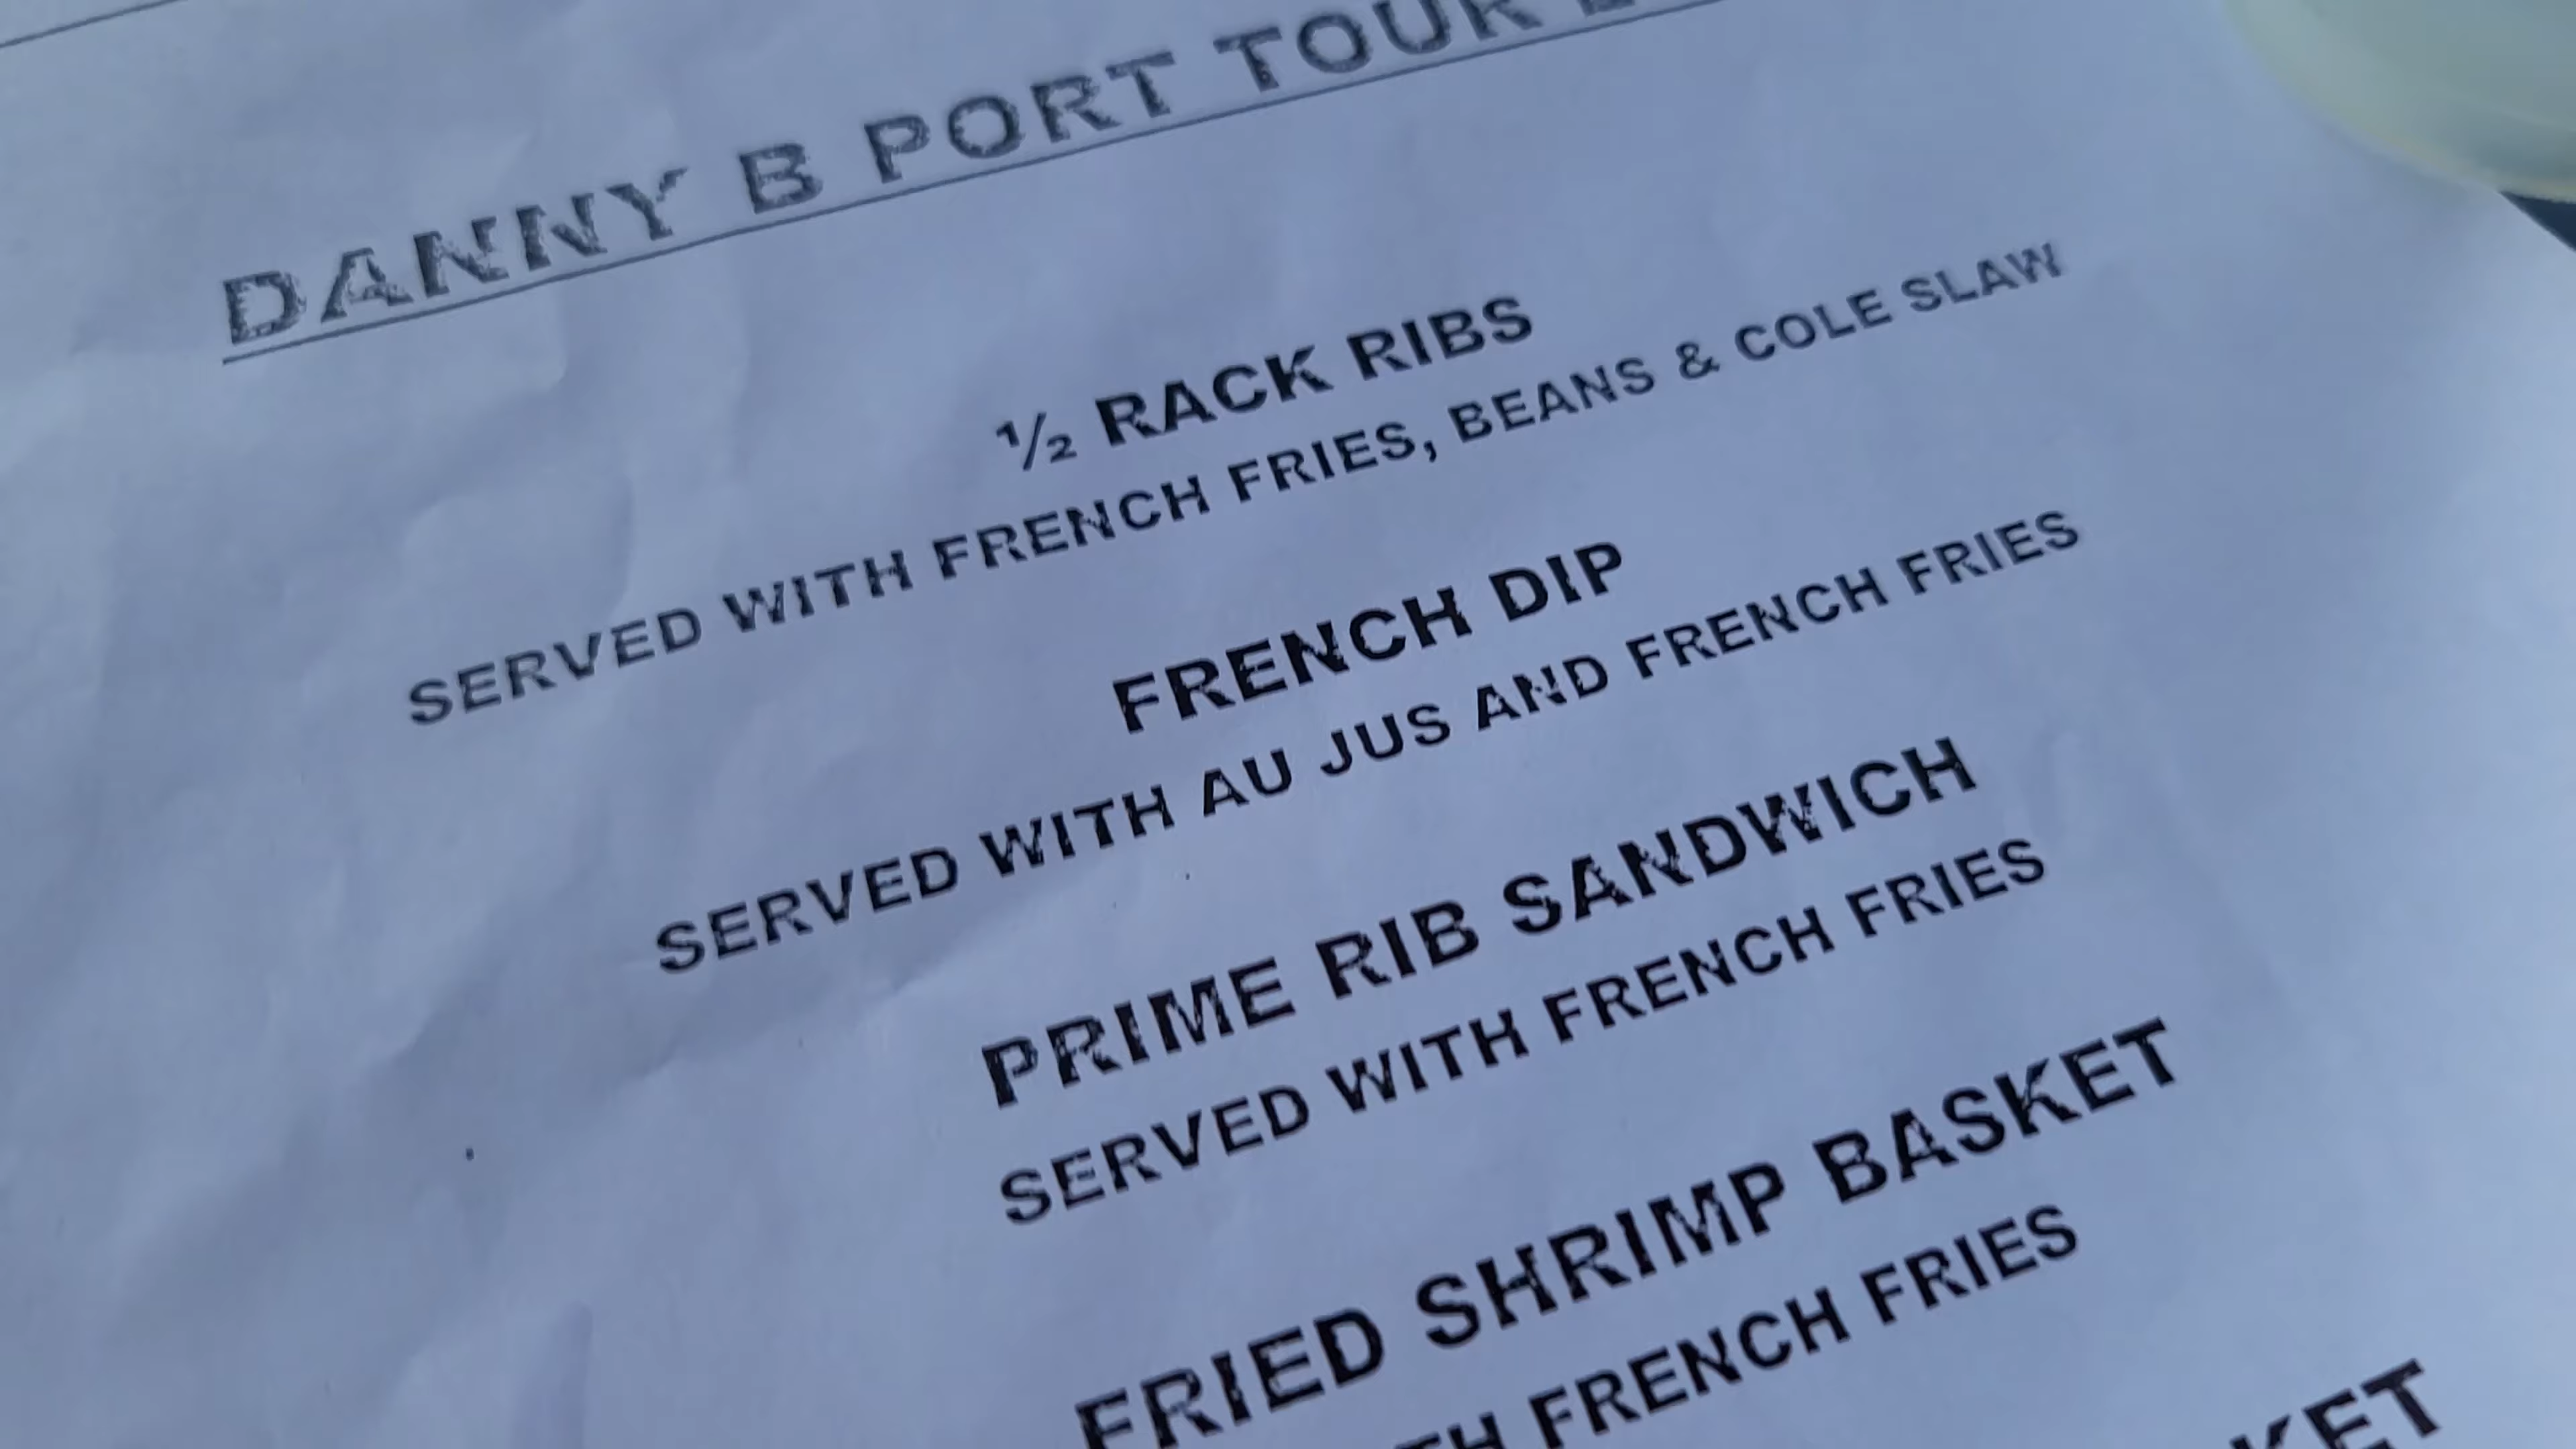 DANNY B PORT TOUR
½ RACK RIBS
SERVED WITH FRENCH FRIES, BEANS & COLE SLAW
FRENCH DIP
SERVED WITH AU JUS AND FRENCH FRIES
PRIME RIB SANDWICH
SERVED WITH FRENCH FRIES
FRIED SHRIMP BASKET
FRENCH FRIES